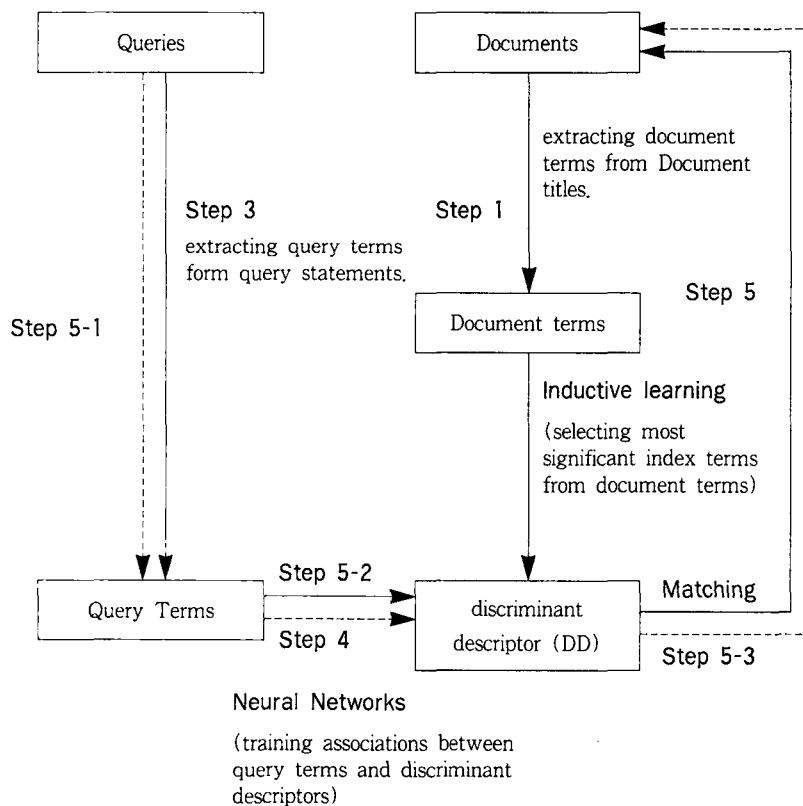 Queries
Documents
extracting document
terms from Document
titles.
Step 3
Step 1
extracting query terms
form query statements.
Step 5
Step 5-1
Document terms
Inductive learning
(selecting most
significant index terms
from document terms)
Step 5-2
Matching
Query Terms
discriminant
descriptor (DD)
Step 4
Step 5-3
Neural Networks
(training associations between
query terms and discriminant
descriptors)